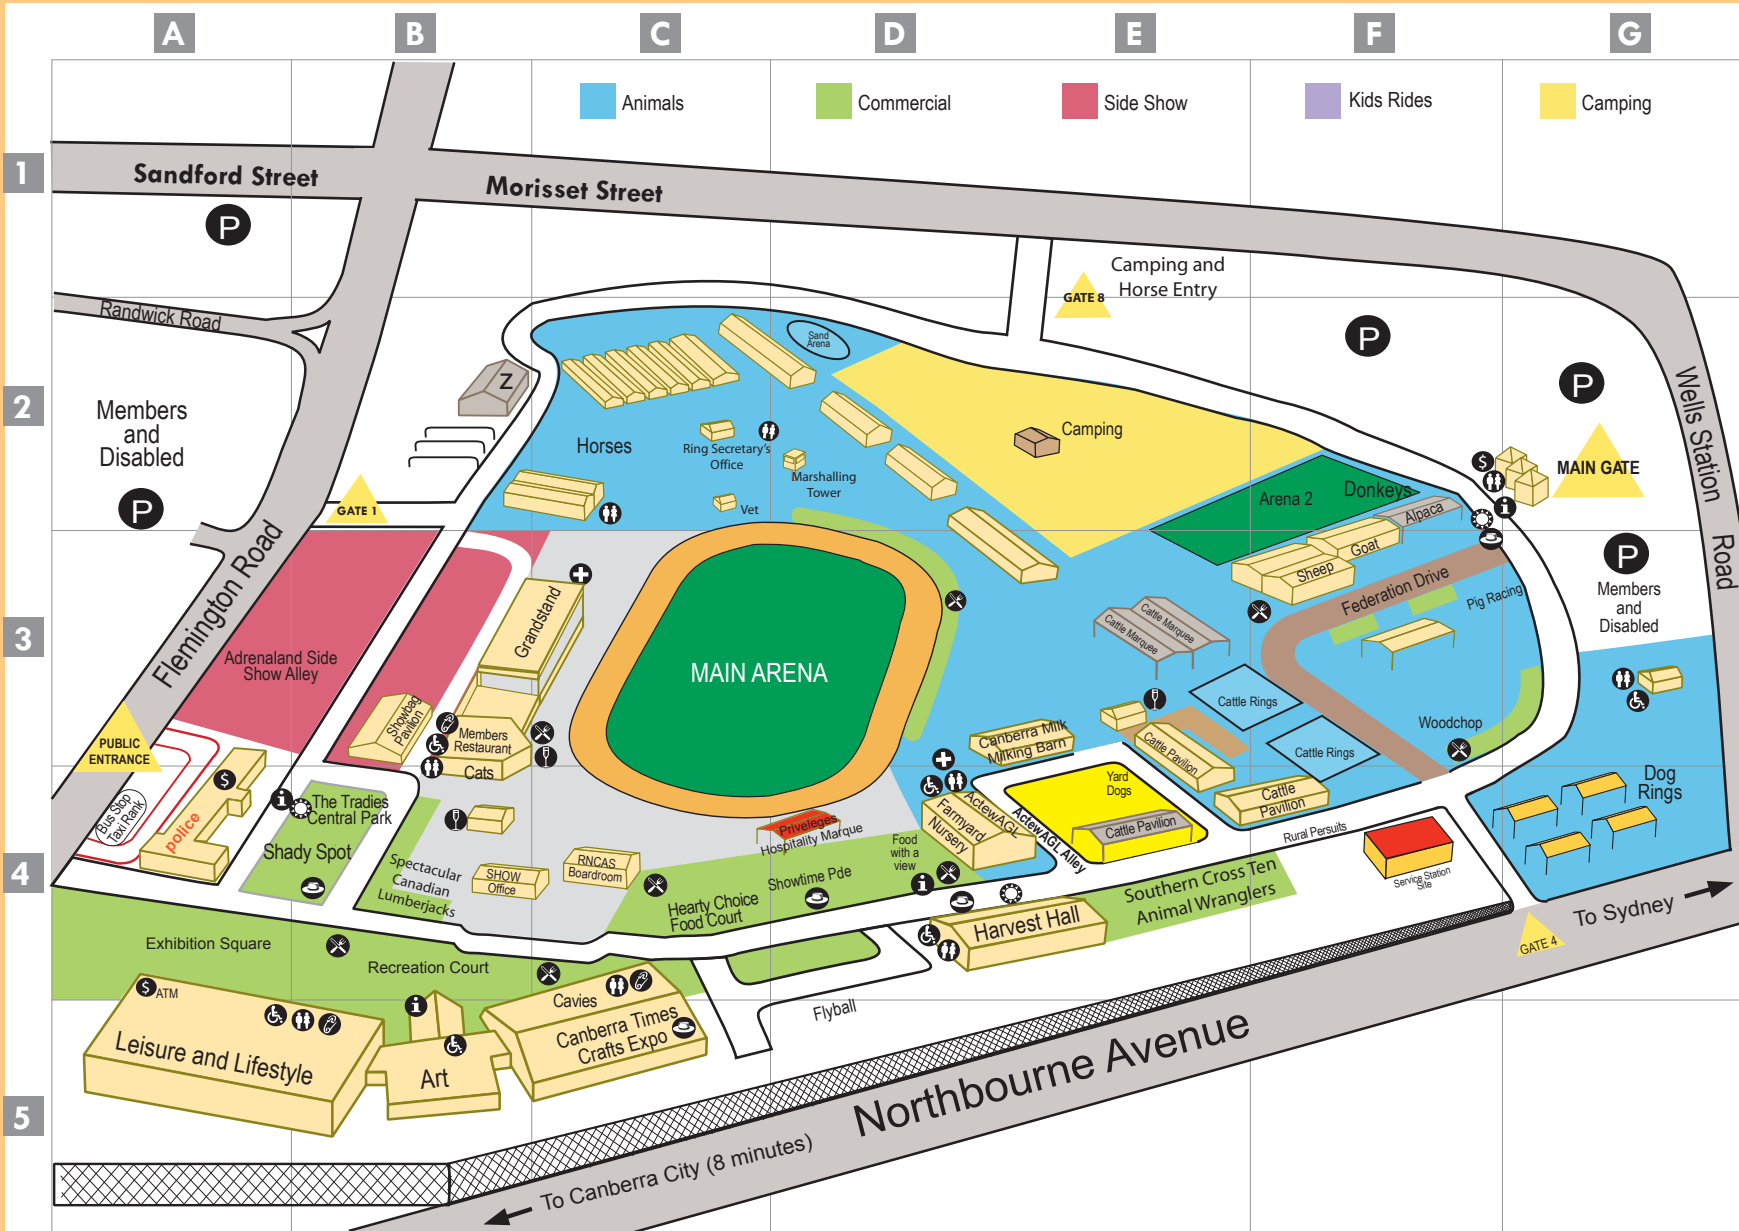 A
B
C
D
E
F
G
Animals
Commercial
Side Show
Kids Rides
Camping
1
2
3
4
5
Sandford Street
Morisset Street
P
Randwick Road
Camping and
Horse Entry
GATE 8
Sand
Arena
P
P
Wells Station
Road
Z
Members
and
Disabled
P
Horses
Ring Secretary's
Office
Marshalling
Tower
Vet
Camping
GATE 1
Arena 2
Donkeys
Alpaca
$
i
MAIN GATE
Flemington Road
Goat
Sheep
Federation Drive
Pig Racing
P
Members
and
Disabled
Grandstand
MAIN ARENA
Cattle Marquee
Cattle Marquee
Adrenaland Side
Show Alley
Cattle Rings
Cattle Rings
Woodchop
Showbag
Pavilion
Members
Restaurant
Cats
Canberra Milk
Milking Barn
Cattle Pavilion
Cattle
Pavilion
PUBLIC
ENTRANCE
Bus Stop
Taxi Rank
$
police
i
The Tradies
Central Park
Shady Spot
Yard
Dogs
Cattle Pavilion
ActewAGL
Farmyard
Nursery
ActewAGL Alley
Dog
Rings
Priveleges
Hospitality Marque
Food
with a
view
i
Rural Persuits
Service Station
Site
Spectacular
Canadian
Lumberjacks
SHOW
Office
RNCAS
Boardroom
Hearty Choice
Food Court
Showtime Pde
Southern Cross Ten
Animal Wranglers
Harvest Hall
To Sydney
GATE 4
Exhibition Square
Recreation Court
$ ATM
Leisure and Lifestyle
i
Art
Cavies
Canberra Times
Crafts Expo
Flyball
Northbourne Avenue
To Canberra City (8 minutes)